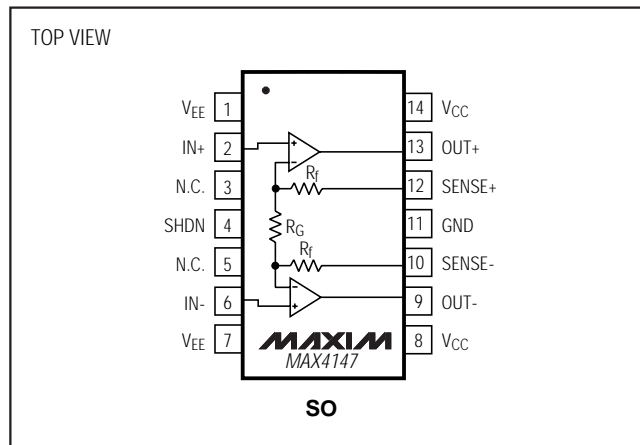 TOP VIEW
VEE 1
14 VCC
IN+ 2
13 OUT+
N.C. 3
Rf
12 SENSE+
SHDN 4
RG
11 GND
N.C. 5
Rf
10 SENSE-
IN- 6
9 OUT-
VEE 7
MAXIM
8 VCC
MAX4147
SO